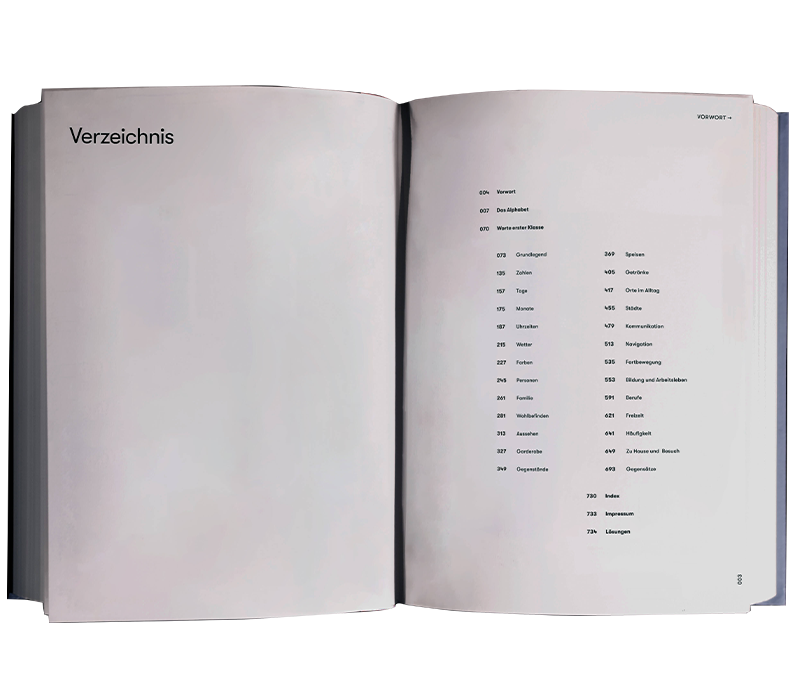 Verzeichnis
VORWORT →
004 Vorwort
007 Das Alphabet
070 Worte erster Klasse
073 Grundlegend
135 Zahlen
157 Tage
175 Monate
187 Uhrzeiten
215 Wetter
227 Farben
245 Personen
261 Familie
281 Wohlbefinden
313 Aussehen
327 Garderobe
349 Gegenstände
369 Speisen
405 Getränke
417 Orte im Alltag
455 Städte
479 Kommunikation
513 Navigation
535 Fortbewegung
553 Bildung und Arbeitsleben
591 Berufe
621 Freizeit
641 Häufigkeit
649 Zu Hause und Besuch
693 Gegensätze
730 Index
733 Impressum
734 Lösungen
003